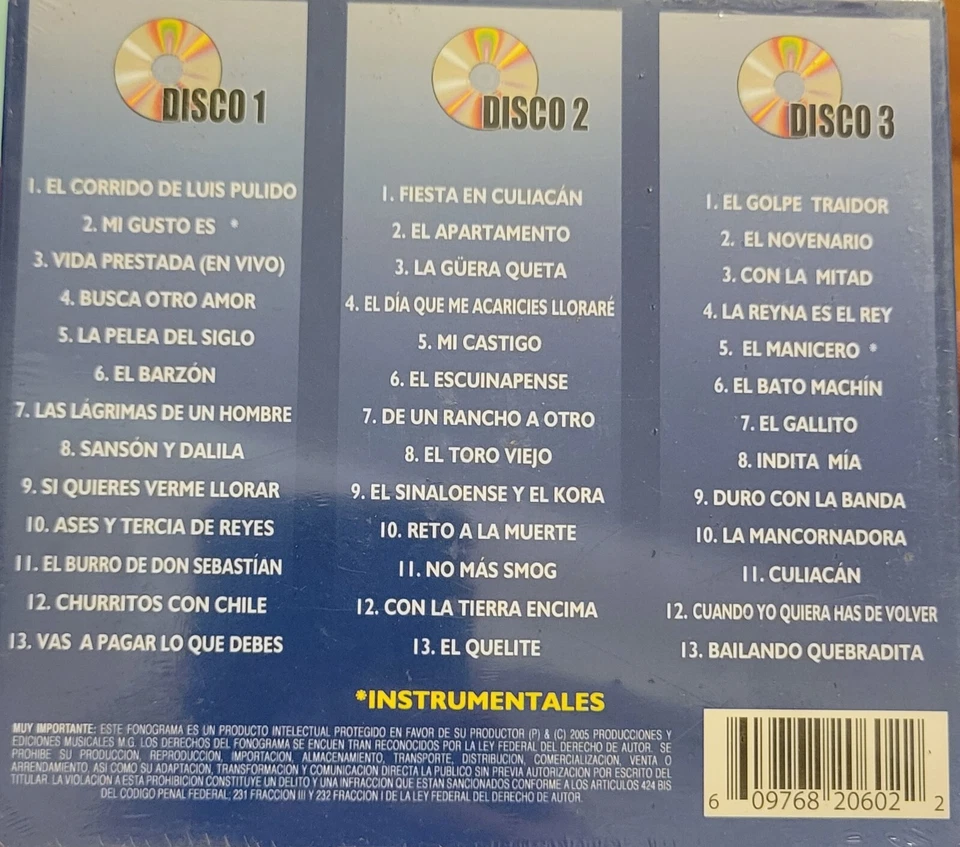 DISCO 1
1. EL CORRIDO DE LUIS PULIDO
2. MI GUSTO ES *
3. VIDA PRESTADA (EN VIVO)
4. BUSCA OTRO AMOR
5. LA PELEA DEL SIGLO
6. EL BARZÓN
7. LAS LÁGRIMAS DE UN HOMBRE
8. SANSÓN Y DALILA
9. SI QUIERES VERME LLORAR
10. ASES Y TERCIA DE REYES
11. EL BURRO DE DON SEBASTÍAN
12. CHURRITOS CON CHILE
13. VAS A PAGAR LO QUE DEBES
DISCO 2
1. FIESTA EN CULIACÁN
2. EL APARTAMENTO
3. LA GÜERA QUETA
4. EL DÍA QUE ME ACARICIES LLORARÉ
5. MI CASTIGO
6. EL ESCUINAPENSE
7. DE UN RANCHO A OTRO
8. EL TORO VIEJO
9. EL SINALOENSE Y EL KORA
10. RETO A LA MUERTE
11. NO MÁS SMOG
12. CON LA TIERRA ENCIMA
13. EL QUELITE
DISCO 3
1. EL GOLPE TRAIDOR
2. EL NOVENARIO
3. CON LA MITAD
4. LA REYNA ES EL REY
5. EL MANICERO *
6. EL BATO MACHÍN
7. EL GALLITO
8. INDITA MÍA
9. DURO CON LA BANDA
10. LA MANCORNADORA
11. CULIACÁN
12. CUANDO YO QUIERA HAS DE VOLVER
13. BAILANDO QUEBRADITA
*INSTRUMENTALES
MUY IMPORTANTE: ESTE FONOGRAMA ES UN PRODUCTO INTELECTUAL PROTEGIDO EN FAVOR DE SU PRODUCTOR (P) & (C) 2005 PRODUCCIONES Y
EDICIONES MUSICALES M.G. LOS DERECHOS DEL FONOGRAMA SE ENCUEN TRAN RECONOCIDOS POR LA LEY FEDERAL DEL DERECHO DE AUTOR. SE
PROHIBE SU PRODUCCION, REPRODUCCION, IMPORTACION, ALMACENAMIENTO, TRANSPORTE, DISTRIBUCION, COMERCIALIZACION, VENTA O
ARRENDAMIENTO, ASI COMO SU ADAPTACION, TRANSFORMACION Y COMUNICACION DIRECTA LA PUBLICO SIN PREVIA AUTORIZACION POR ESCRITO DEL
TITULAR. LA VIOLACION A ESTA PROHIBICION CONSTITUYE UN DELITO Y UNA INFRACCION QUE ESTAN SANCIONADOS CONFORME A LOS ARTICULOS 424 BIS
DEL CODIGO PENAL FEDERAL; 231 FRACCION III Y 232 FRACCION I DE LA LEY FEDERAL DEL DERECHO DE AUTOR.
6 09768 20602 2